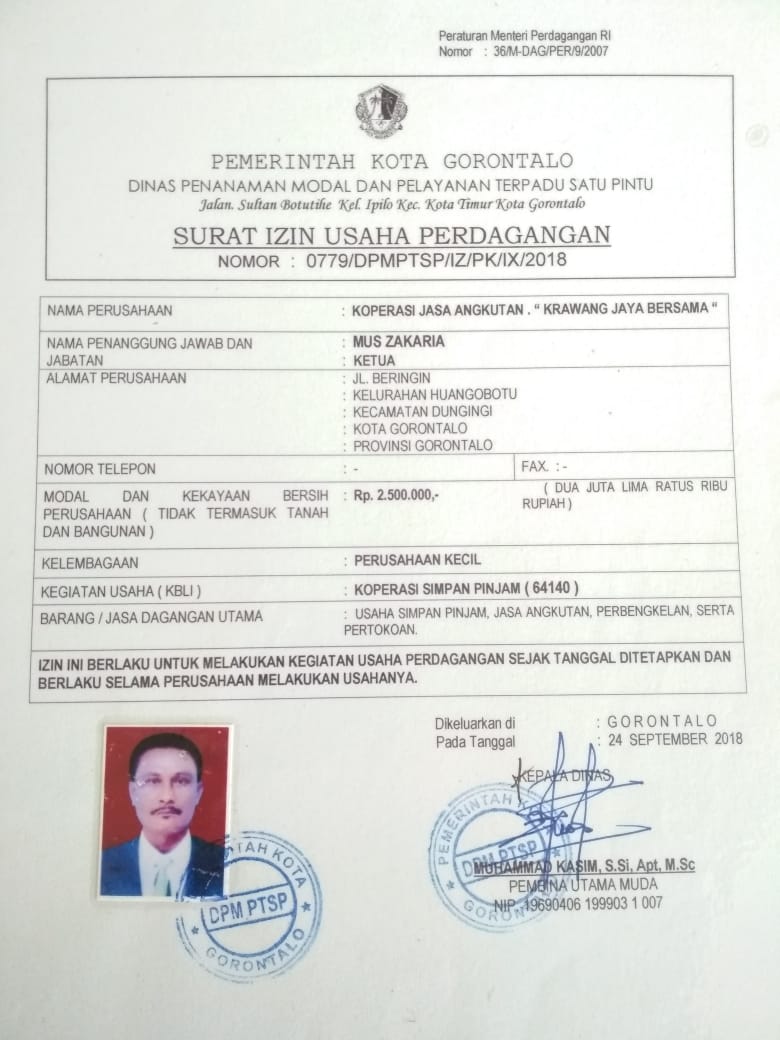 Peraturan Menteri Perdagangan RI
Nomor : 36/M-DAG/PER/9/2007
PEMERINTAH KOTA GORONTALO
DINAS PENANAMAN MODAL DAN PELAYANAN TERPADU SATU PINTU
Jalan. Sultan Botutihe Kel. Ipilo Kec. Kota Timur Kota Gorontalo
SURAT IZIN USAHA PERDAGANGAN
NOMOR : 0779/DPMPTSP/IZ/PK/IX/2018
NAMA PERUSAHAAN : KOPERASI JASA ANGKUTAN . “ KRAWANG JAYA BERSAMA “
NAMA PENANGGUNG JAWAB DAN : MUS ZAKARIA
JABATAN : KETUA
ALAMAT PERUSAHAAN : JL. BERINGIN
: KELURAHAN HUANGOBOTU
: KECAMATAN DUNGINGI
: KOTA GORONTALO
: PROVINSI GORONTALO
NOMOR TELEPON : - FAX. : -
MODAL DAN KEKAYAAN BERSIH : Rp. 2.500.000,- ( DUA JUTA LIMA RATUS RIBU
PERUSAHAAN ( TIDAK TERMASUK TANAH RUPIAH )
DAN BANGUNAN )
KELEMBAGAAN : PERUSAHAAN KECIL
KEGIATAN USAHA ( KBLI ) : KOPERASI SIMPAN PINJAM ( 64140 )
BARANG / JASA DAGANGAN UTAMA : USAHA SIMPAN PINJAM, JASA ANGKUTAN, PERBENGKELAN, SERTA
PERTOKOAN.
IZIN INI BERLAKU UNTUK MELAKUKAN KEGIATAN USAHA PERDAGANGAN SEJAK TANGGAL DITETAPKAN DAN
BERLAKU SELAMA PERUSAHAAN MELAKUKAN USAHANYA.
Dikeluarkan di : GORONTALO
Pada Tanggal : 24 SEPTEMBER 2018
KEPALA DINAS
MUHAMMAD KASIM, S.Si, Apt, M.Sc
PEMBINA UTAMA MUDA
NIP. 19690406 199903 1 007
KOTA
DPM PTSP
GORONTALO
PEMERINTAH
DPM PTSP